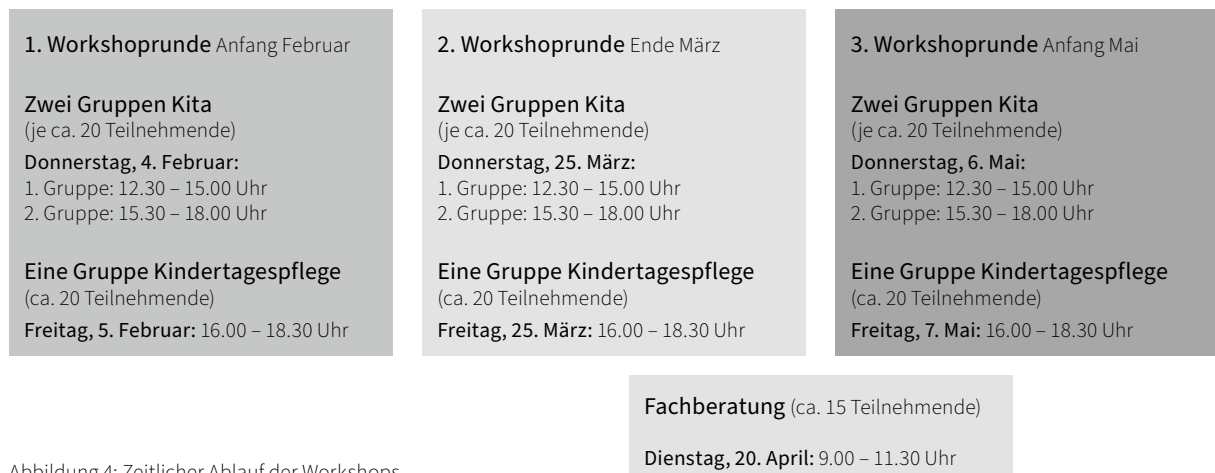 1. Workshoprunde Anfang Februar
Zwei Gruppen Kita
(je ca. 20 Teilnehmende)
Donnerstag, 4. Februar:
1. Gruppe: 12.30 – 15.00 Uhr
2. Gruppe: 15.30 – 18.00 Uhr
Eine Gruppe Kindertagespflege
(ca. 20 Teilnehmende)
Freitag, 5. Februar: 16.00 – 18.30 Uhr
2. Workshoprunde Ende März
Zwei Gruppen Kita
(je ca. 20 Teilnehmende)
Donnerstag, 25. März:
1. Gruppe: 12.30 – 15.00 Uhr
2. Gruppe: 15.30 – 18.00 Uhr
Eine Gruppe Kindertagespflege
(ca. 20 Teilnehmende)
Freitag, 25. März: 16.00 – 18.30 Uhr
3. Workshoprunde Anfang Mai
Zwei Gruppen Kita
(je ca. 20 Teilnehmende)
Donnerstag, 6. Mai:
1. Gruppe: 12.30 – 15.00 Uhr
2. Gruppe: 15.30 – 18.00 Uhr
Eine Gruppe Kindertagespflege
(ca. 20 Teilnehmende)
Freitag, 7. Mai: 16.00 – 18.30 Uhr
Fachberatung (ca. 15 Teilnehmende)
Dienstag, 20. April: 9.00 – 11.30 Uhr
Abbildung 4: Zeitlicher Ablauf der Workshops